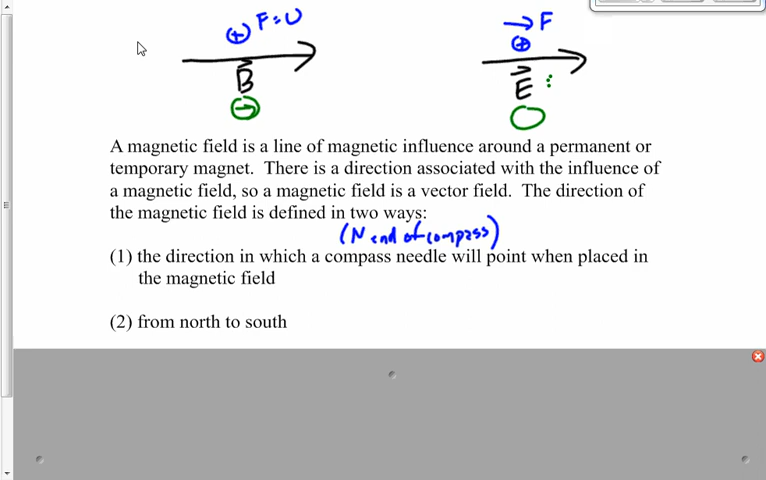 ⊕ F=0
→ F
⊕
B
E
A magnetic field is a line of magnetic influence around a permanent or
temporary magnet. There is a direction associated with the influence of
a magnetic field, so a magnetic field is a vector field. The direction of
the magnetic field is defined in two ways:
(N end of compass)
(1) the direction in which a compass needle will point when placed in
the magnetic field
(2) from north to south